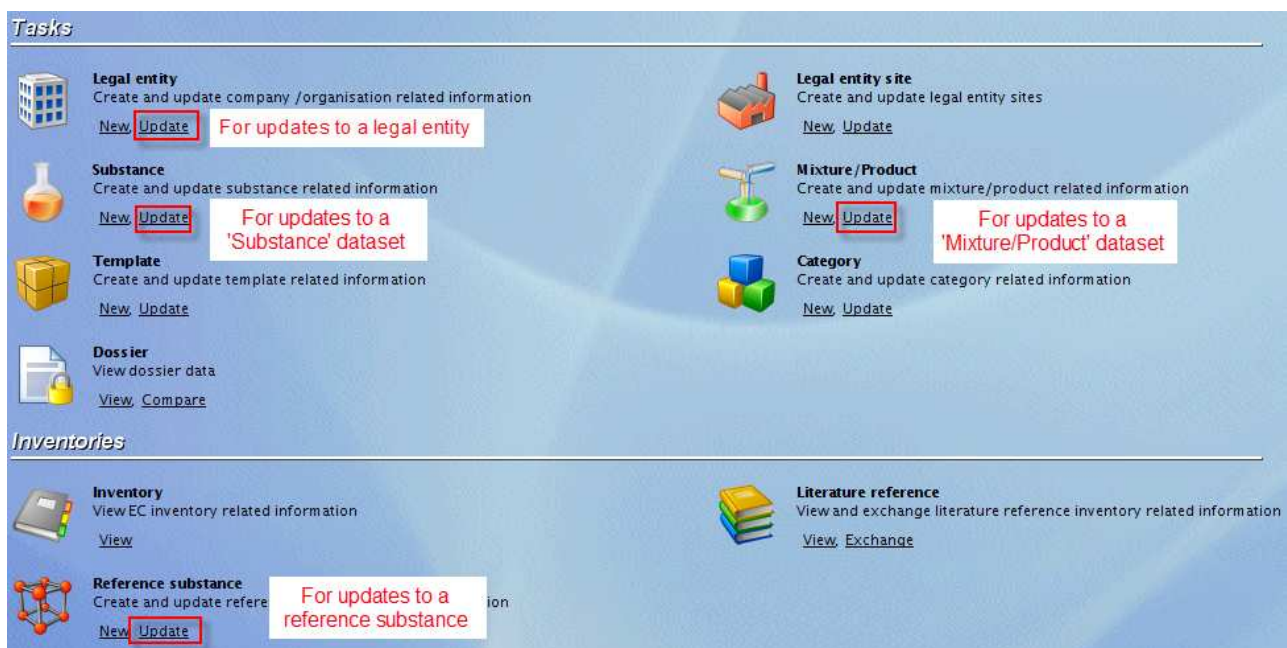 Tasks
Legal entity
Create and update company /organisation related information
New, Update
For updates to a legal entity
Legal entity site
Create and update legal entity sites
New, Update
Substance
Create and update substance related information
New, Update
For updates to a
'Substance' dataset
Mixture/Product
Create and update mixture/product related information
New, Update
For updates to a
'Mixture/Product' dataset
Template
Create and update template related information
New, Update
Category
Create and update category related information
New, Update
Dossier
View dossier data
View, Compare
Inventories
Inventory
View EC inventory related information
View
Literature reference
View and exchange literature reference inventory related information
View, Exchange
Reference substance
Create and update
New, Update
For updates to a
reference substance